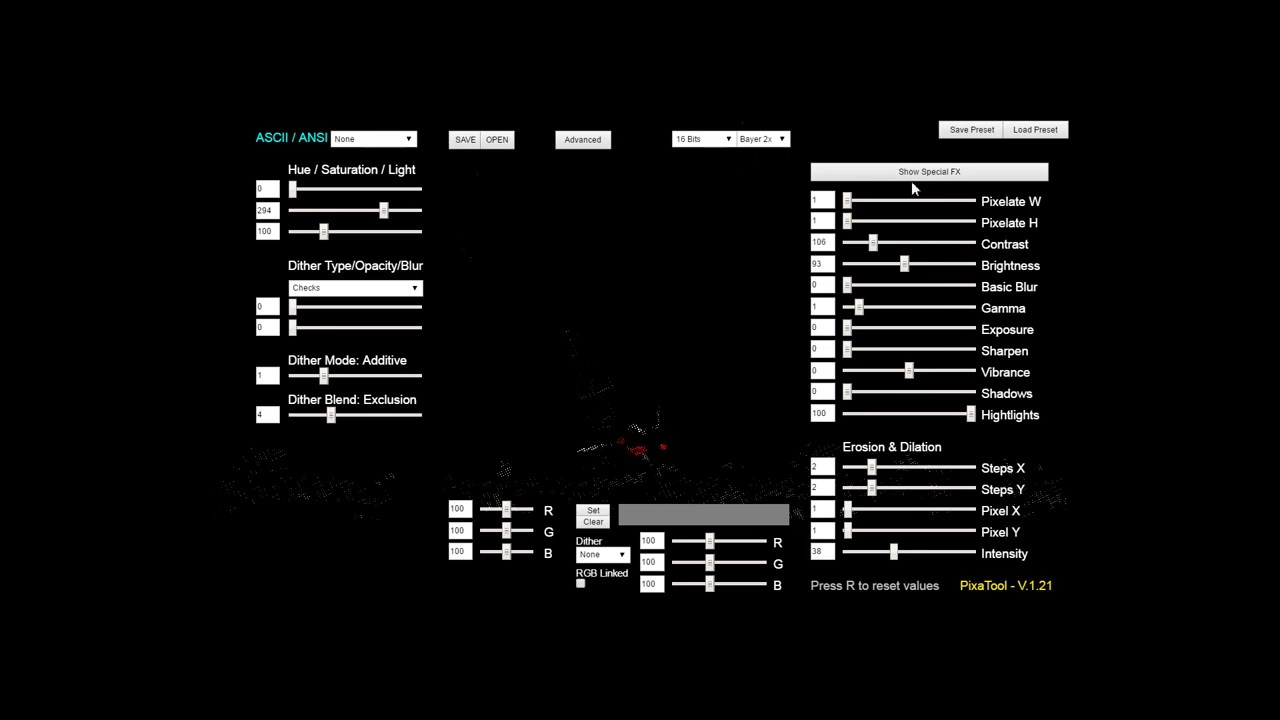 ASCII / ANSI None SAVE OPEN Advanced 16 Bits Bayer 2x Save Preset Load Preset
Hue / Saturation / Light
0
294
100
Dither Type/Opacity/Blur
Checks
0
0
Dither Mode: Additive
1
Dither Blend: Exclusion
4
Show Special FX
1 Pixelate W
1 Pixelate H
106 Contrast
93 Brightness
0 Basic Blur
1 Gamma
0 Exposure
0 Sharpen
0 Vibrance
0 Shadows
100 Hightlights
Erosion & Dilation
2 Steps X
2 Steps Y
1 Pixel X
1 Pixel Y
38 Intensity
100 R
100 G
100 B
Set
Clear
Dither
None
RGB Linked
100 R
100 G
100 B
Press R to reset values PixaTool - V.1.21